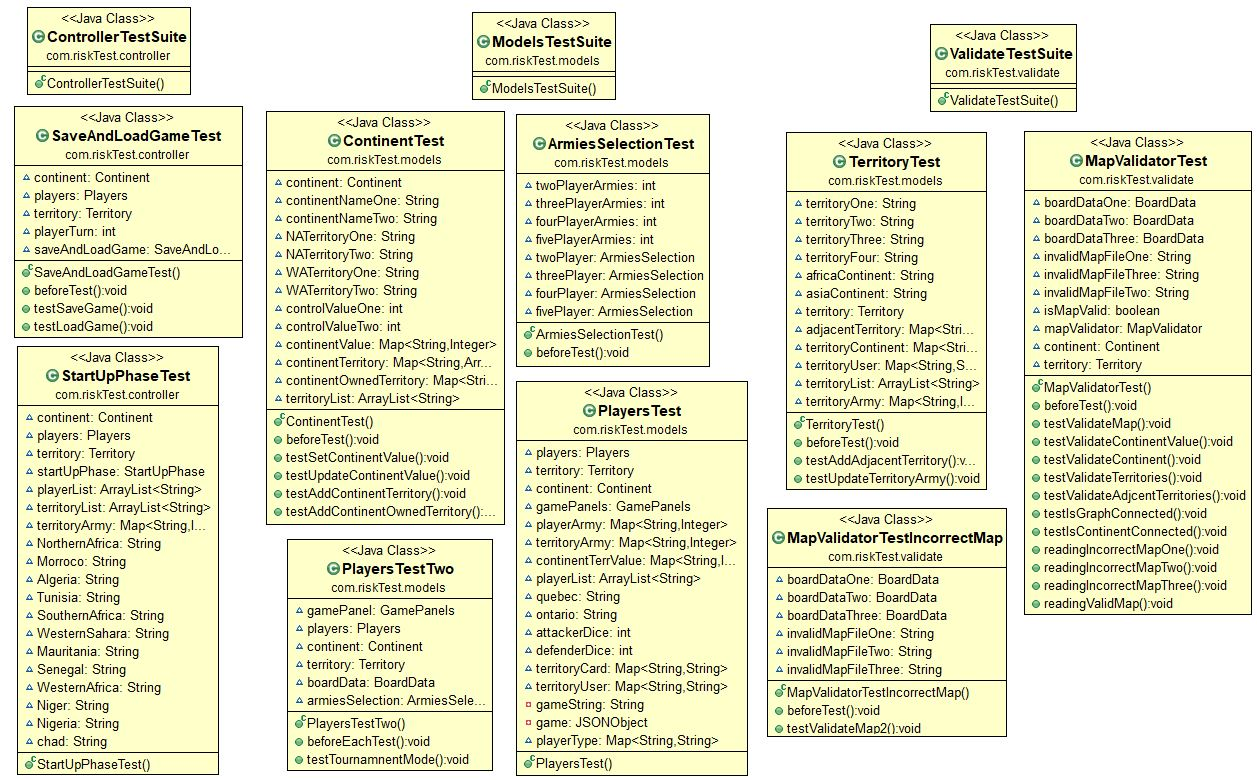 <<Java Class>>
ControllerTestSuite
com.riskTest.controller
ControllerTestSuite()
<<Java Class>>
ModelsTestSuite
com.riskTest.models
ModelsTestSuite()
<<Java Class>>
ValidateTestSuite
com.riskTest.validate
ValidateTestSuite()
<<Java Class>>
SaveAndLoadGameTest
com.riskTest.controller
continent: Continent
players: Players
territory: Territory
playerTurn: int
saveAndLoadGame: SaveAndLo...
SaveAndLoadGameTest()
beforeTest():void
testSaveGame():void
testLoadGame():void
<<Java Class>>
ContinentTest
com.riskTest.models
continent: Continent
continentNameOne: String
continentNameTwo: String
NATerritoryOne: String
NATerritoryTwo: String
WATerritoryOne: String
WATerritoryTwo: String
controlValueOne: int
controlValueTwo: int
continentValue: Map<String,Integer>
continentTerritory: Map<String,Arr...
continentOwnedTerritory: Map<Stri...
territoryList: ArrayList<String>
ContinentTest()
beforeTest():void
testSetContinentValue():void
testUpdateContinentValue():void
testAddContinentTerritory():void
testAddContinentOwnedTerritory():...
<<Java Class>>
ArmiesSelectionTest
com.riskTest.models
twoPlayerArmies: int
threePlayerArmies: int
fourPlayerArmies: int
fivePlayerArmies: int
twoPlayer: ArmiesSelection
threePlayer: ArmiesSelection
fourPlayer: ArmiesSelection
fivePlayer: ArmiesSelection
ArmiesSelectionTest()
beforeTest():void
<<Java Class>>
TerritoryTest
com.riskTest.models
territoryOne: String
territoryTwo: String
territoryThree: String
territoryFour: String
africaContinent: String
asiaContinent: String
territory: Territory
adjacentTerritory: Map<Stri...
territoryContinent: Map<Stri...
territoryUser: Map<String,S...
territoryList: ArrayList<String>
territoryArmy: Map<String,I...
TerritoryTest()
beforeTest():void
testAddAdjacentTerritory():v...
testUpdateTerritoryArmy():void
<<Java Class>>
MapValidatorTest
com.riskTest.validate
boardDataOne: BoardData
boardDataTwo: BoardData
boardDataThree: BoardData
invalidMapFileOne: String
invalidMapFileThree: String
invalidMapFileTwo: String
isMapValid: boolean
mapValidator: MapValidator
continent: Continent
territory: Territory
MapValidatorTest()
beforeTest():void
testValidateMap():void
testValidateContinentValue():void
testValidateContinent():void
testValidateTerritories():void
testValidateAdjcentTerritories():void
testIsGraphConnected():void
testIsContinentConnected():void
readingIncorrectMapOne():void
readingIncorrectMapTwo():void
readingIncorrectMapThree():void
readingValidMap():void
<<Java Class>>
StartUpPhaseTest
com.riskTest.controller
continent: Continent
players: Players
territory: Territory
startUpPhase: StartUpPhase
playerList: ArrayList<String>
territoryList: ArrayList<String>
territoryArmy: Map<String,I...
NorthernAfrica: String
Morroco: String
Algeria: String
Tunisia: String
SouthernAfrica: String
WesternSahara: String
Mauritania: String
Senegal: String
WesternAfrica: String
Niger: String
Nigeria: String
chad: String
StartUpPhaseTest()
<<Java Class>>
PlayersTestTwo
com.riskTest.models
gamePanel: GamePanels
players: Players
continent: Continent
territory: Territory
boardData: BoardData
armiesSelection: ArmiesSele...
PlayersTestTwo()
beforeEachTest():void
testTournamnentMode():void
<<Java Class>>
PlayersTest
com.riskTest.models
players: Players
territory: Territory
continent: Continent
gamePanels: GamePanels
playerArmy: Map<String,Integer>
territoryArmy: Map<String,Integer>
continentTerrValue: Map<String,I...
playerList: ArrayList<String>
quebec: String
ontario: String
attackerDice: int
defenderDice: int
territoryCard: Map<String,String>
territoryUser: Map<String,String>
gameString: String
game: JSONObject
playerType: Map<String,String>
PlayersTest()
<<Java Class>>
MapValidatorTestIncorrectMap
com.riskTest.validate
boardDataOne: BoardData
boardDataTwo: BoardData
boardDataThree: BoardData
invalidMapFileOne: String
invalidMapFileTwo: String
invalidMapFileThree: String
MapValidatorTestIncorrectMap()
beforeTest():void
testValidateMap2():void